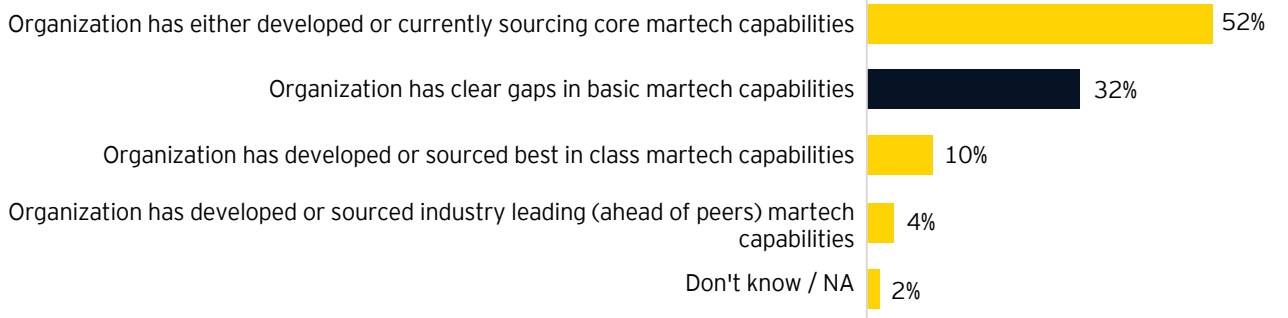 Organization has either developed or currently sourcing core martech capabilities 52%
Organization has clear gaps in basic martech capabilities 32%
Organization has developed or sourced best in class martech capabilities 10%
Organization has developed or sourced industry leading (ahead of peers) martech
capabilities 4%
Don't know / NA 2%